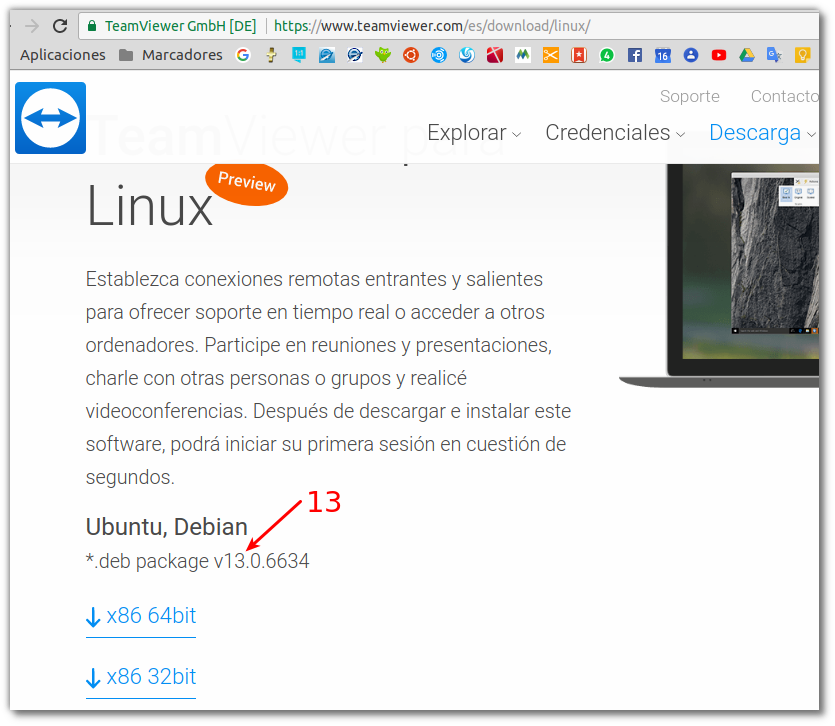 TeamViewer GmbH [DE] https://www.teamviewer.com/es/download/linux/
Aplicaciones Marcadores
Soporte Contacto
Explorar Credenciales Descarga
TeamViewer para
Linux Preview
Establezca conexiones remotas entrantes y salientes
para ofrecer soporte en tiempo real o acceder a otros
ordenadores. Participe en reuniones y presentaciones,
charle con otras personas o grupos y realicé
videoconferencias. Después de descargar e instalar este
software, podrá iniciar su primera sesión en cuestión de
segundos.
13
Ubuntu, Debian
*.deb package v13.0.6634
x86 64bit
x86 32bit